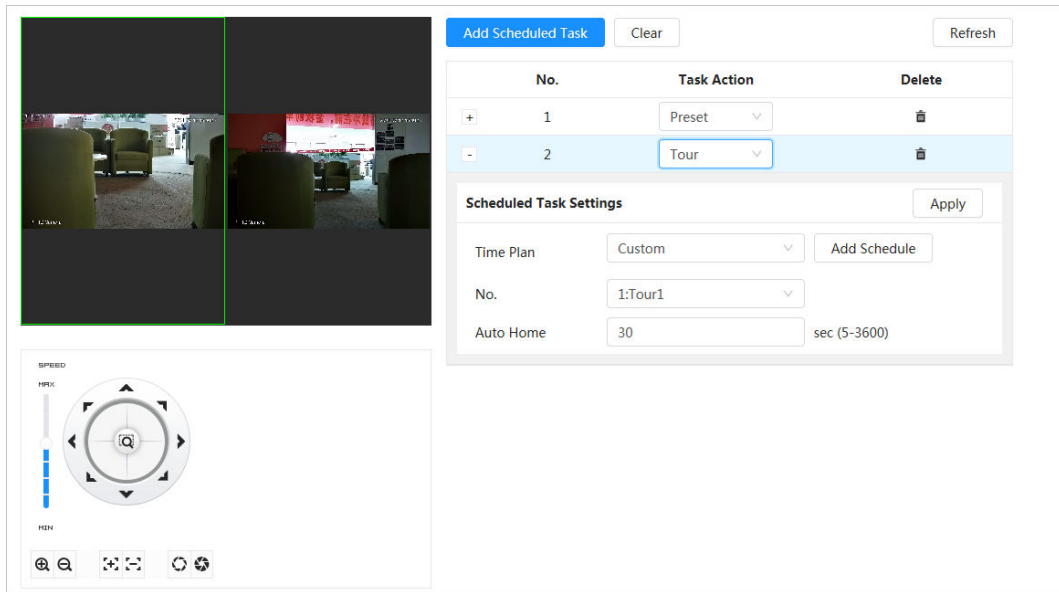 Add Scheduled Task Clear Refresh
No. Task Action Delete
+ 1 Preset
- 2 Tour
Scheduled Task Settings Apply
Time Plan Custom Add Schedule
No. 1:Tour1
Auto Home 30 sec (5-3600)
SPEED
MAX
MIN